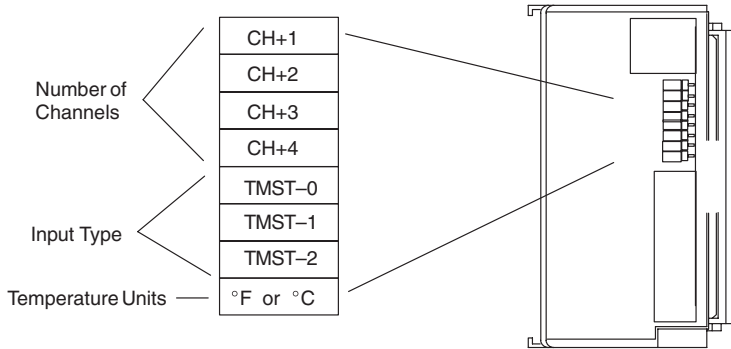 CH+1
CH+2
Number of
Channels
CH+3
CH+4
TMST–0
TMST–1
Input Type
TMST–2
Temperature Units
°F or °C